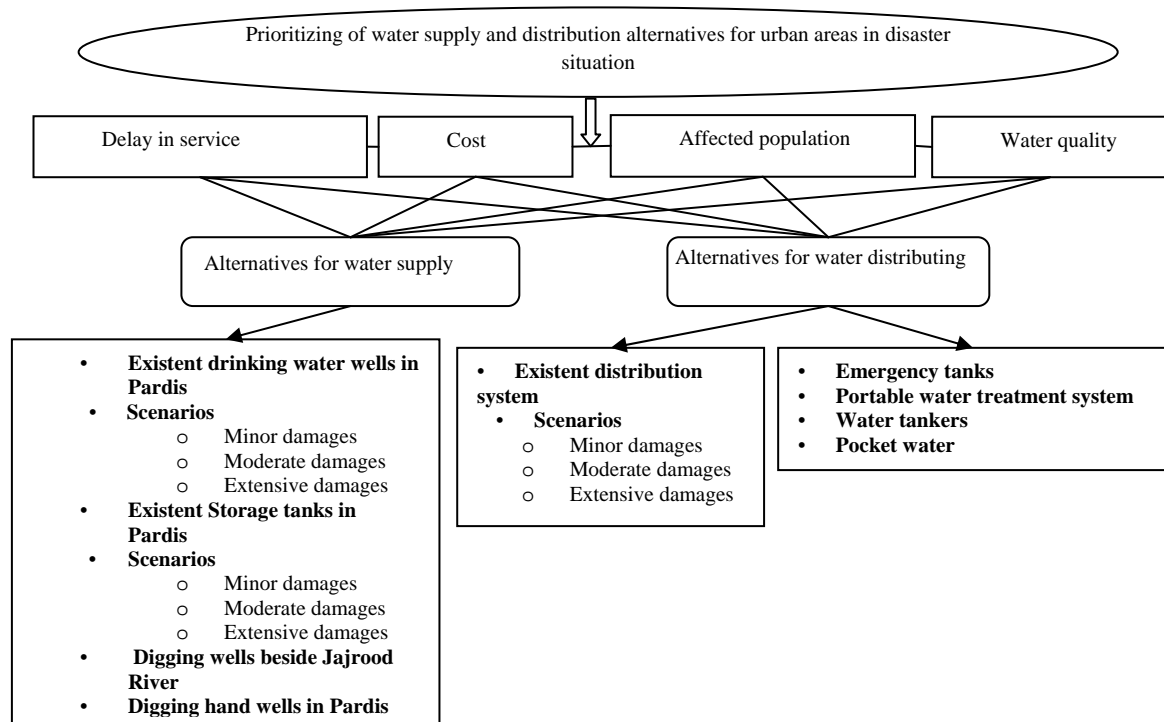 Prioritizing of water supply and distribution alternatives for urban areas in disaster
situation
Delay in service
Cost
Affected population
Water quality
Alternatives for water supply
Alternatives for water distributing
• Existent drinking water wells in
Pardis
• Scenarios
o Minor damages
o Moderate damages
o Extensive damages
• Existent Storage tanks in
Pardis
• Scenarios
o Minor damages
o Moderate damages
o Extensive damages
• Digging wells beside Jajrood
River
• Digging hand wells in Pardis
• Existent distribution
system
• Scenarios
o Minor damages
o Moderate damages
o Extensive damages
• Emergency tanks
• Portable water treatment system
• Water tankers
• Pocket water